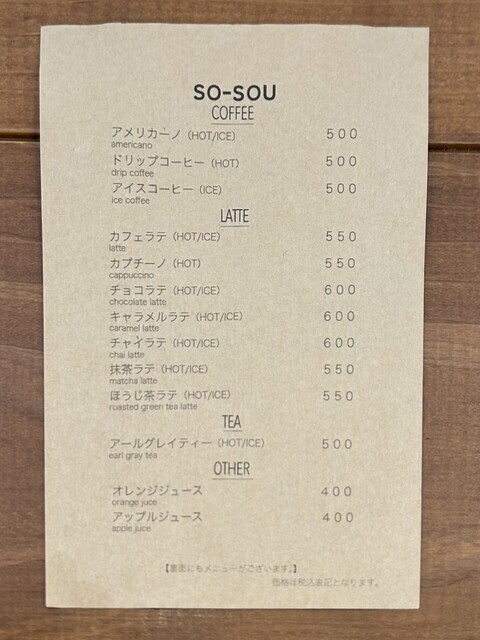 SO-SOU
COFFEE
アメリカーノ（HOT/ICE） 500
americano
ドリップコーヒー（HOT） 500
drip coffee
アイスコーヒー（ICE） 500
ice coffee
LATTE
カフェラテ（HOT/ICE） 550
latte
カプチーノ（HOT） 550
cappuccino
チョコラテ（HOT/ICE） 600
chocolate latte
キャラメルラテ（HOT/ICE） 600
caramel latte
チャイラテ（HOT/ICE） 600
chai latte
抹茶ラテ（HOT/ICE） 550
matcha latte
ほうじ茶ラテ（HOT/ICE） 550
roasted green tea latte
TEA
アールグレイティー（HOT/ICE） 500
earl gray tea
OTHER
オレンジジュース 400
orange juce
アップルジュース 400
apple juce
【裏面にもメニューがございます。】
価格は税込表記となります。